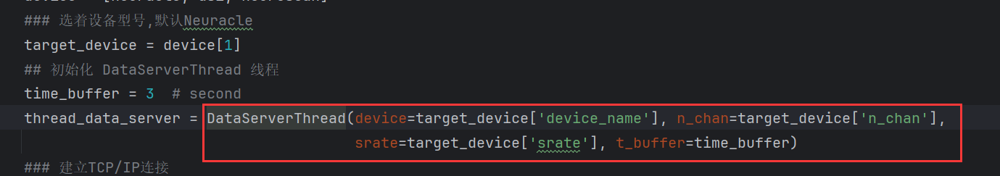 ### 选着设备型号,默认Neuracle
target_device = device[1]
## 初始化 DataServerThread 线程
time_buffer = 3  # second
thread_data_server = DataServerThread(device=target_device['device_name'], n_chan=target_device['n_chan'],
srate=target_device['srate'], t_buffer=time_buffer)
### 建立TCP/IP连接